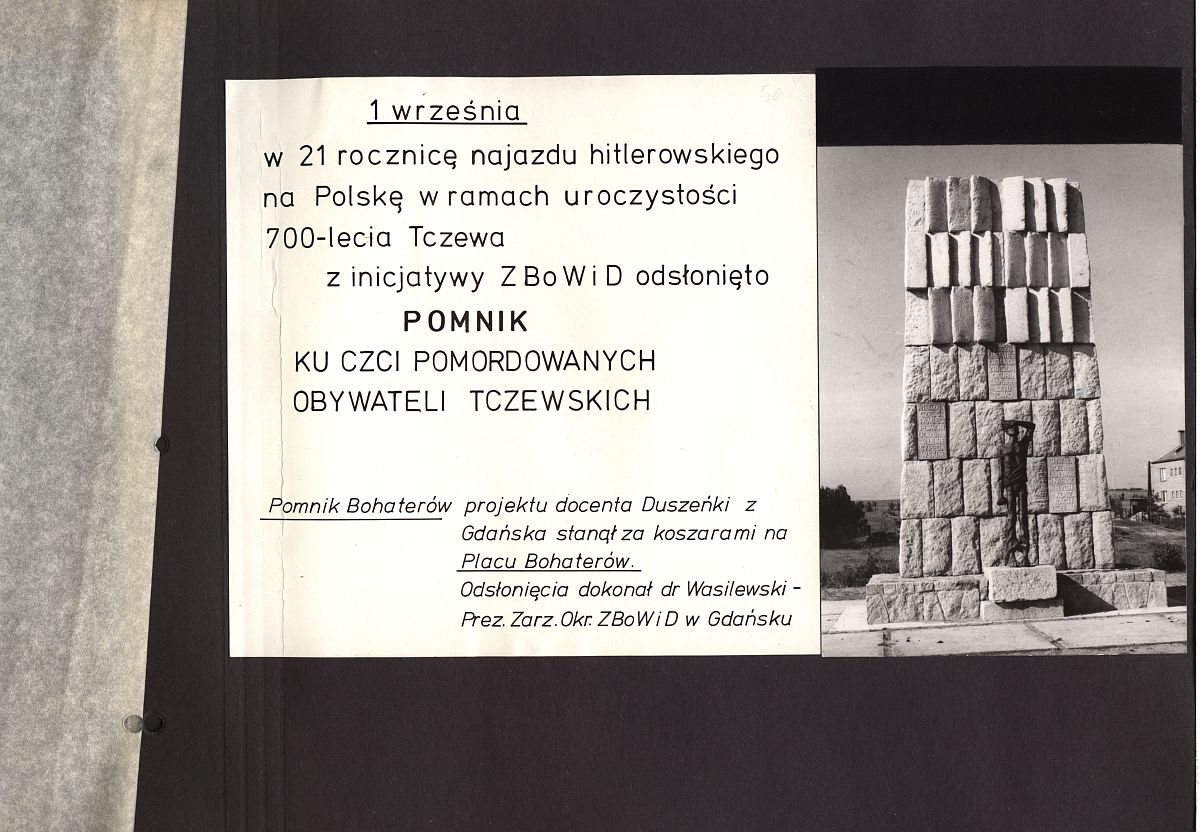 50
1 września
w 21 rocznicę najazdu hitlerowskiego
na Polskę w ramach uroczystości
700-lecia Tczewa
z inicjatywy ZBoWiD odsłonięto
POMNIK
KU CZCI POMORDOWANYCH
OBYWATELI TCZEWSKICH
Pomnik Bohaterów projektu docenta Duszeńki z
Gdańska stanął za koszarami na
Placu Bohaterów.
Odsłonięcia dokonał dr Wasilewski -
Prez. Zarz. Okr. ZBoWiD w Gdańsku